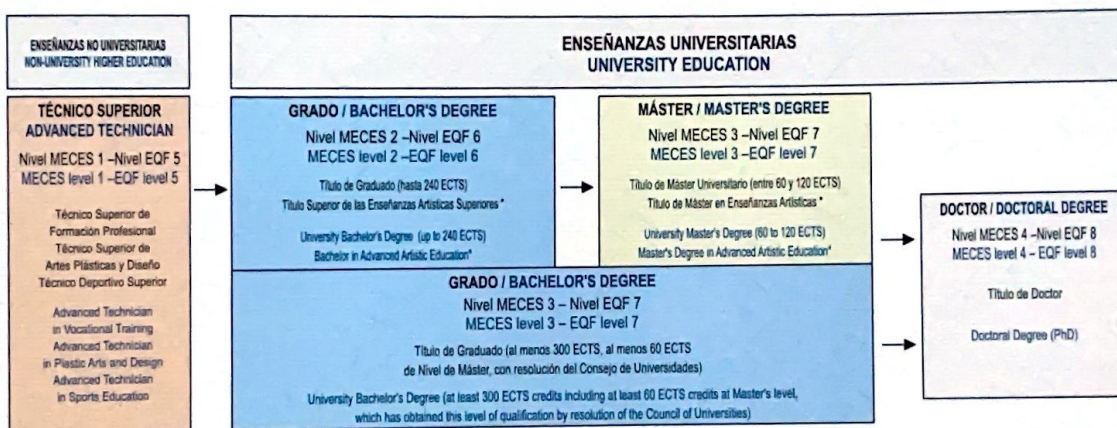 ENSEÑANZAS NO UNIVERSITARIAS
NON-UNIVERSITY HIGHER EDUCATION
ENSEÑANZAS UNIVERSITARIAS
UNIVERSITY EDUCATION
TÉCNICO SUPERIOR
ADVANCED TECHNICIAN
Nivel MECES 1 –Nivel EQF 5
MECES level 1 –EQF level 5
Técnico Superior de
Formación Profesional
Técnico Superior de
Artes Plásticas y Diseño
Técnico Deportivo Superior
Advanced Technician
in Vocational Training
Advanced Technician
in Plastic Arts and Design
Advanced Technician
in Sports Education
GRADO / BACHELOR'S DEGREE
Nivel MECES 2 –Nivel EQF 6
MECES level 2 –EQF level 6
Título de Graduado (hasta 240 ECTS)
Título Superior de las Enseñanzas Artísticas Superiores *
University Bachelor's Degree (up to 240 ECTS)
Bachelor in Advanced Artistic Education*
MÁSTER / MASTER'S DEGREE
Nivel MECES 3 –Nivel EQF 7
MECES level 3 –EQF level 7
Título de Máster Universitario (entre 60 y 120 ECTS)
Título de Máster en Enseñanzas Artísticas *
University Master's Degree (60 to 120 ECTS)
Master's Degree in Advanced Artistic Education*
GRADO / BACHELOR'S DEGREE
Nivel MECES 3 – Nivel EQF 7
MECES level 3 – EQF level 7
Título de Graduado (al menos 300 ECTS, al menos 60 ECTS
de Nivel de Máster, con resolución del Consejo de Universidades)
University Bachelor's Degree (at least 300 ECTS credits including at least 60 ECTS credits at Master's level,
which has obtained this level of qualification by resolution of the Council of Universities)
DOCTOR / DOCTORAL DEGREE
Nivel MECES 4 –Nivel EQF 8
MECES level 4 – EQF level 8
Título de Doctor
Doctoral Degree (PhD)